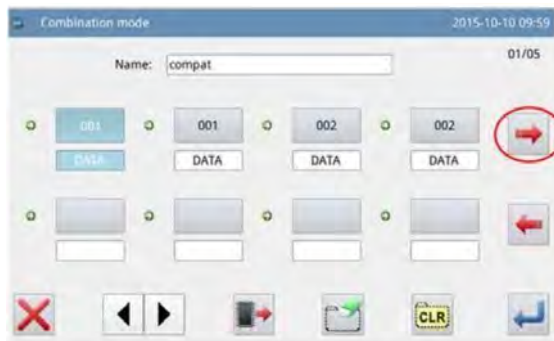 Combination mode 2015-10-10 09:59
01/05
Name: compat
001 001 002 002
DATA DATA DATA DATA
CLR